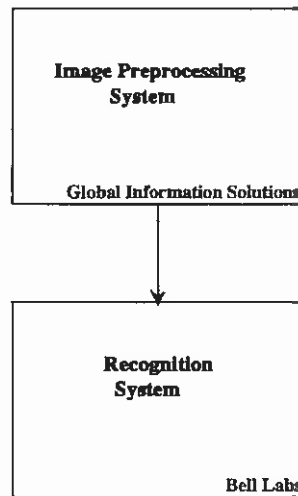 Image Preprocessing
System
Global Information Solutions
Recognition
System
Bell Labs